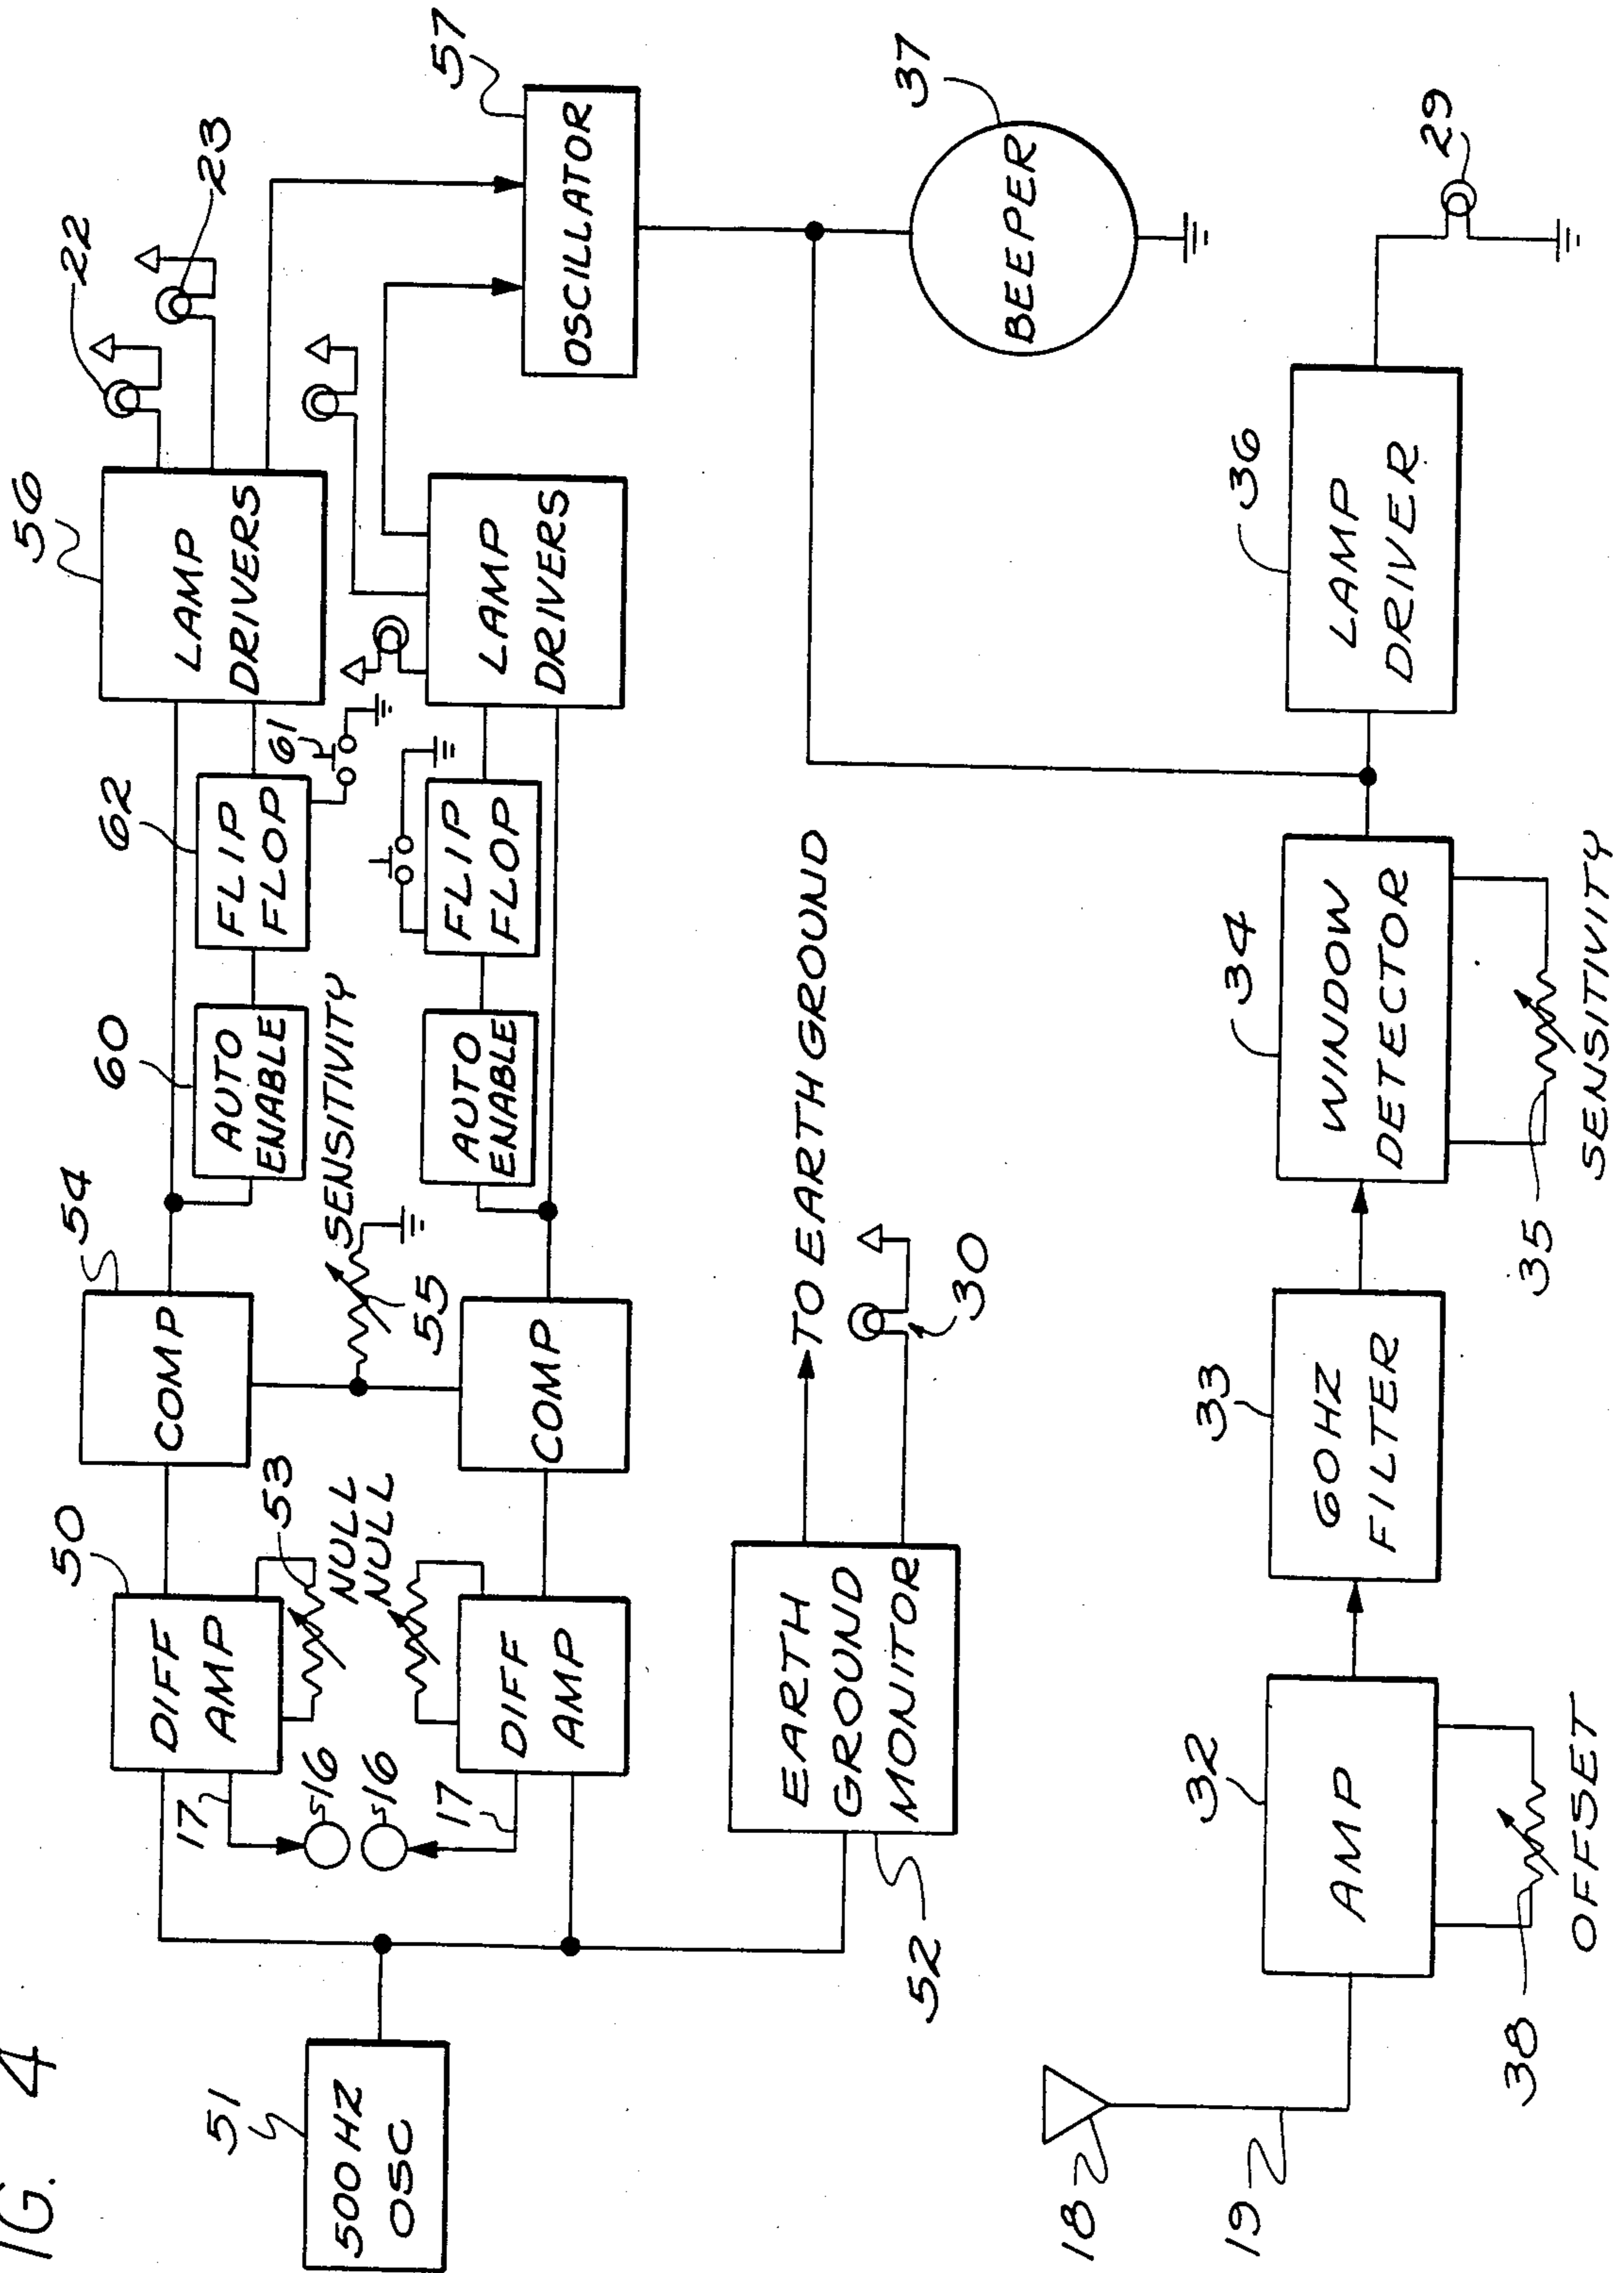 IG. 4
56
22
23
57
54
60
62
61
50
53
51
LAMP
DRIVERS
FLIP
FLOP
AUTO
ENABLE
COMP
DIFF
AMP
17
16
NULL
NULL
16
17
55
SENSITIVITY
500 HZ
OSC
DIFF
AMP
COMP
AUTO
ENABLE
FLIP
FLOP
LAMP
DRIVERS
OSCILLATOR
EARTH
GROUND
MONITOR
52
TO EARTH GROUND
30
BEEPER
37
18
19
32
AMP
38
OFFSET
33
60HZ
FILTER
34
WINDOW
DETECTOR
35
SENSITIVITY
36
LAMP
DRIVER
29